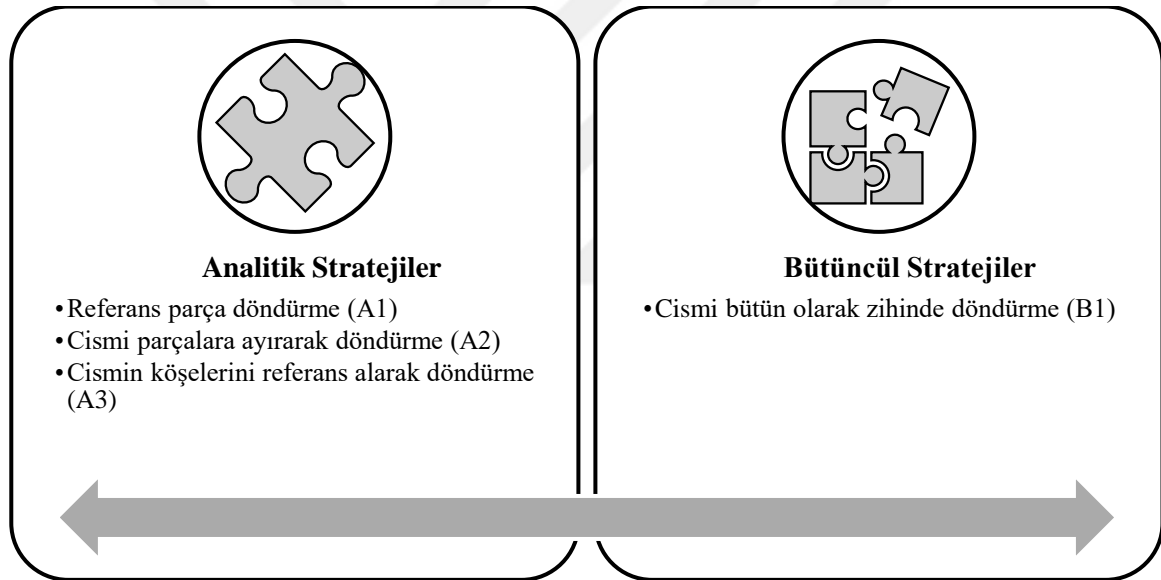 Analitik Stratejiler
•Referans parça döndürme (A1)
•Cismi parçalara ayırarak döndürme (A2)
•Cismin köşelerini referans alarak döndürme
(A3)
Bütüncül Stratejiler
•Cismi bütün olarak zihinde döndürme (B1)